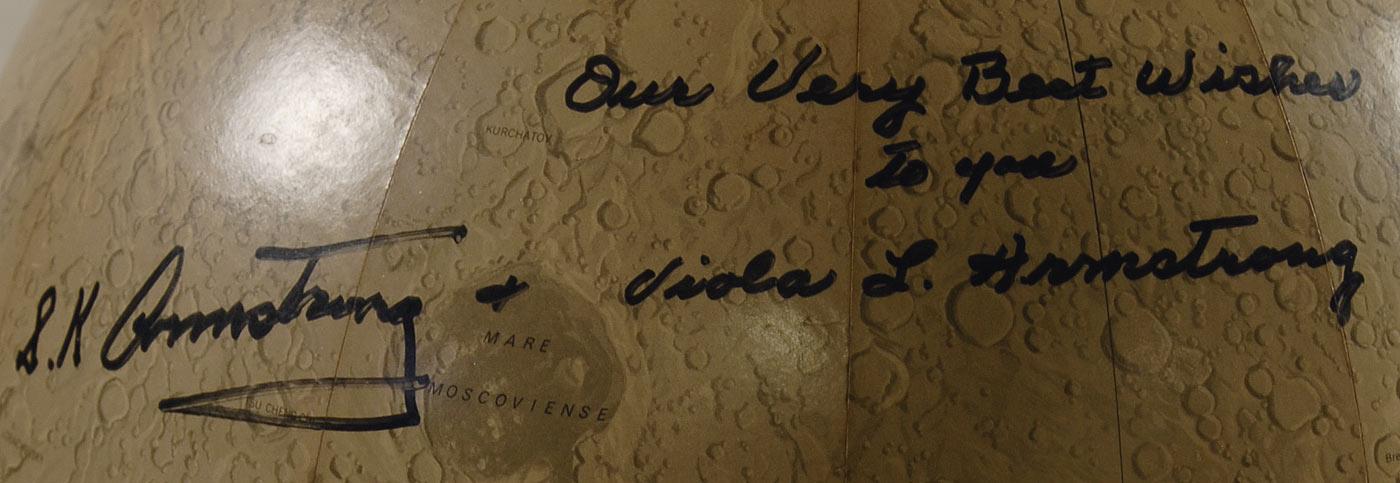 Our Very Best Wishes
to you
S. K Armstrong + Viola L. Armstrong
KURCHATOV
MARE
MOSCOVIENSE